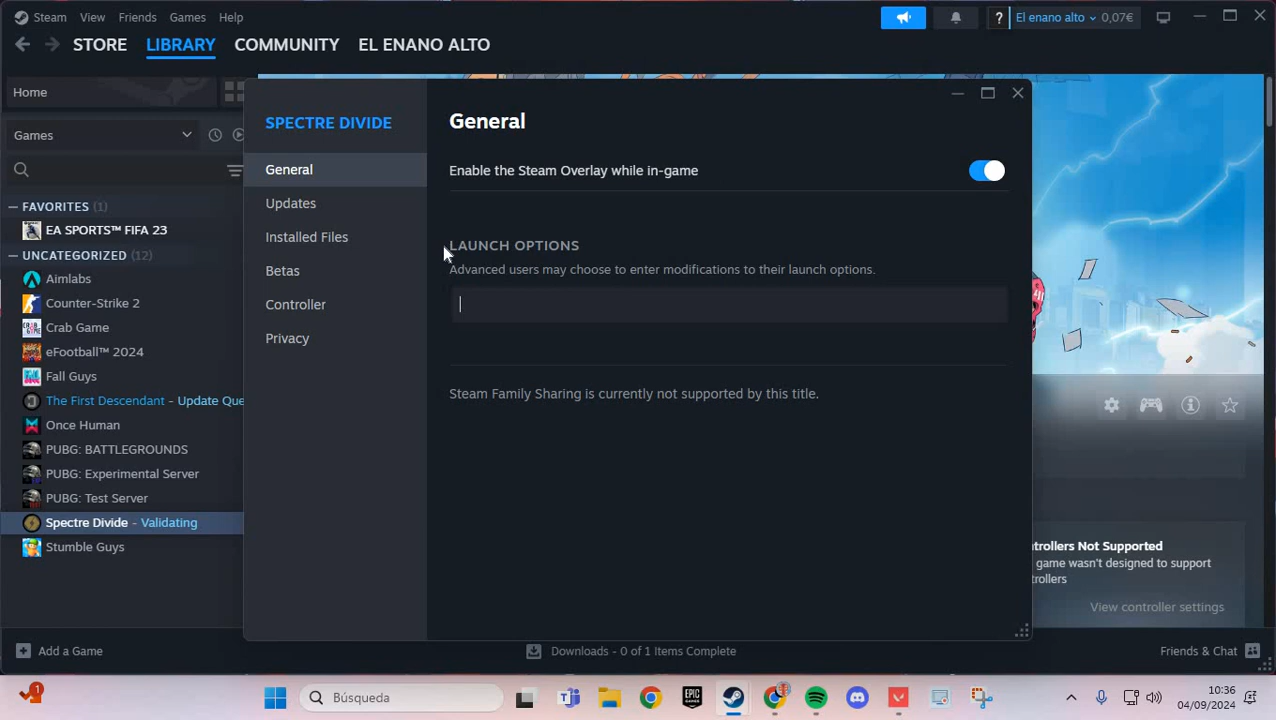 Steam View Friends Games Help
? El enano alto 0,07€
STORE LIBRARY COMMUNITY EL ENANO ALTO
Home
Games
FAVORITES (1)
EA SPORTS™ FIFA 23
UNCATEGORIZED (12)
Aimlabs
Counter-Strike 2
Crab Game
eFootball™ 2024
Fall Guys
The First Descendant - Update Que
Once Human
PUBG: BATTLEGROUNDS
PUBG: Experimental Server
PUBG: Test Server
Spectre Divide - Validating
Stumble Guys
Add a Game
SPECTRE DIVIDE
General
Updates
Installed Files
Betas
Controller
Privacy
General
Enable the Steam Overlay while in-game
LAUNCH OPTIONS
Advanced users may choose to enter modifications to their launch options.
Steam Family Sharing is currently not supported by this title.
ntrollers Not Supported
game wasn't designed to support
trollers
View controller settings
Downloads - 0 of 1 Items Complete
Friends & Chat
1
Búsqueda
EPIC
GAMES
10:36
04/09/2024